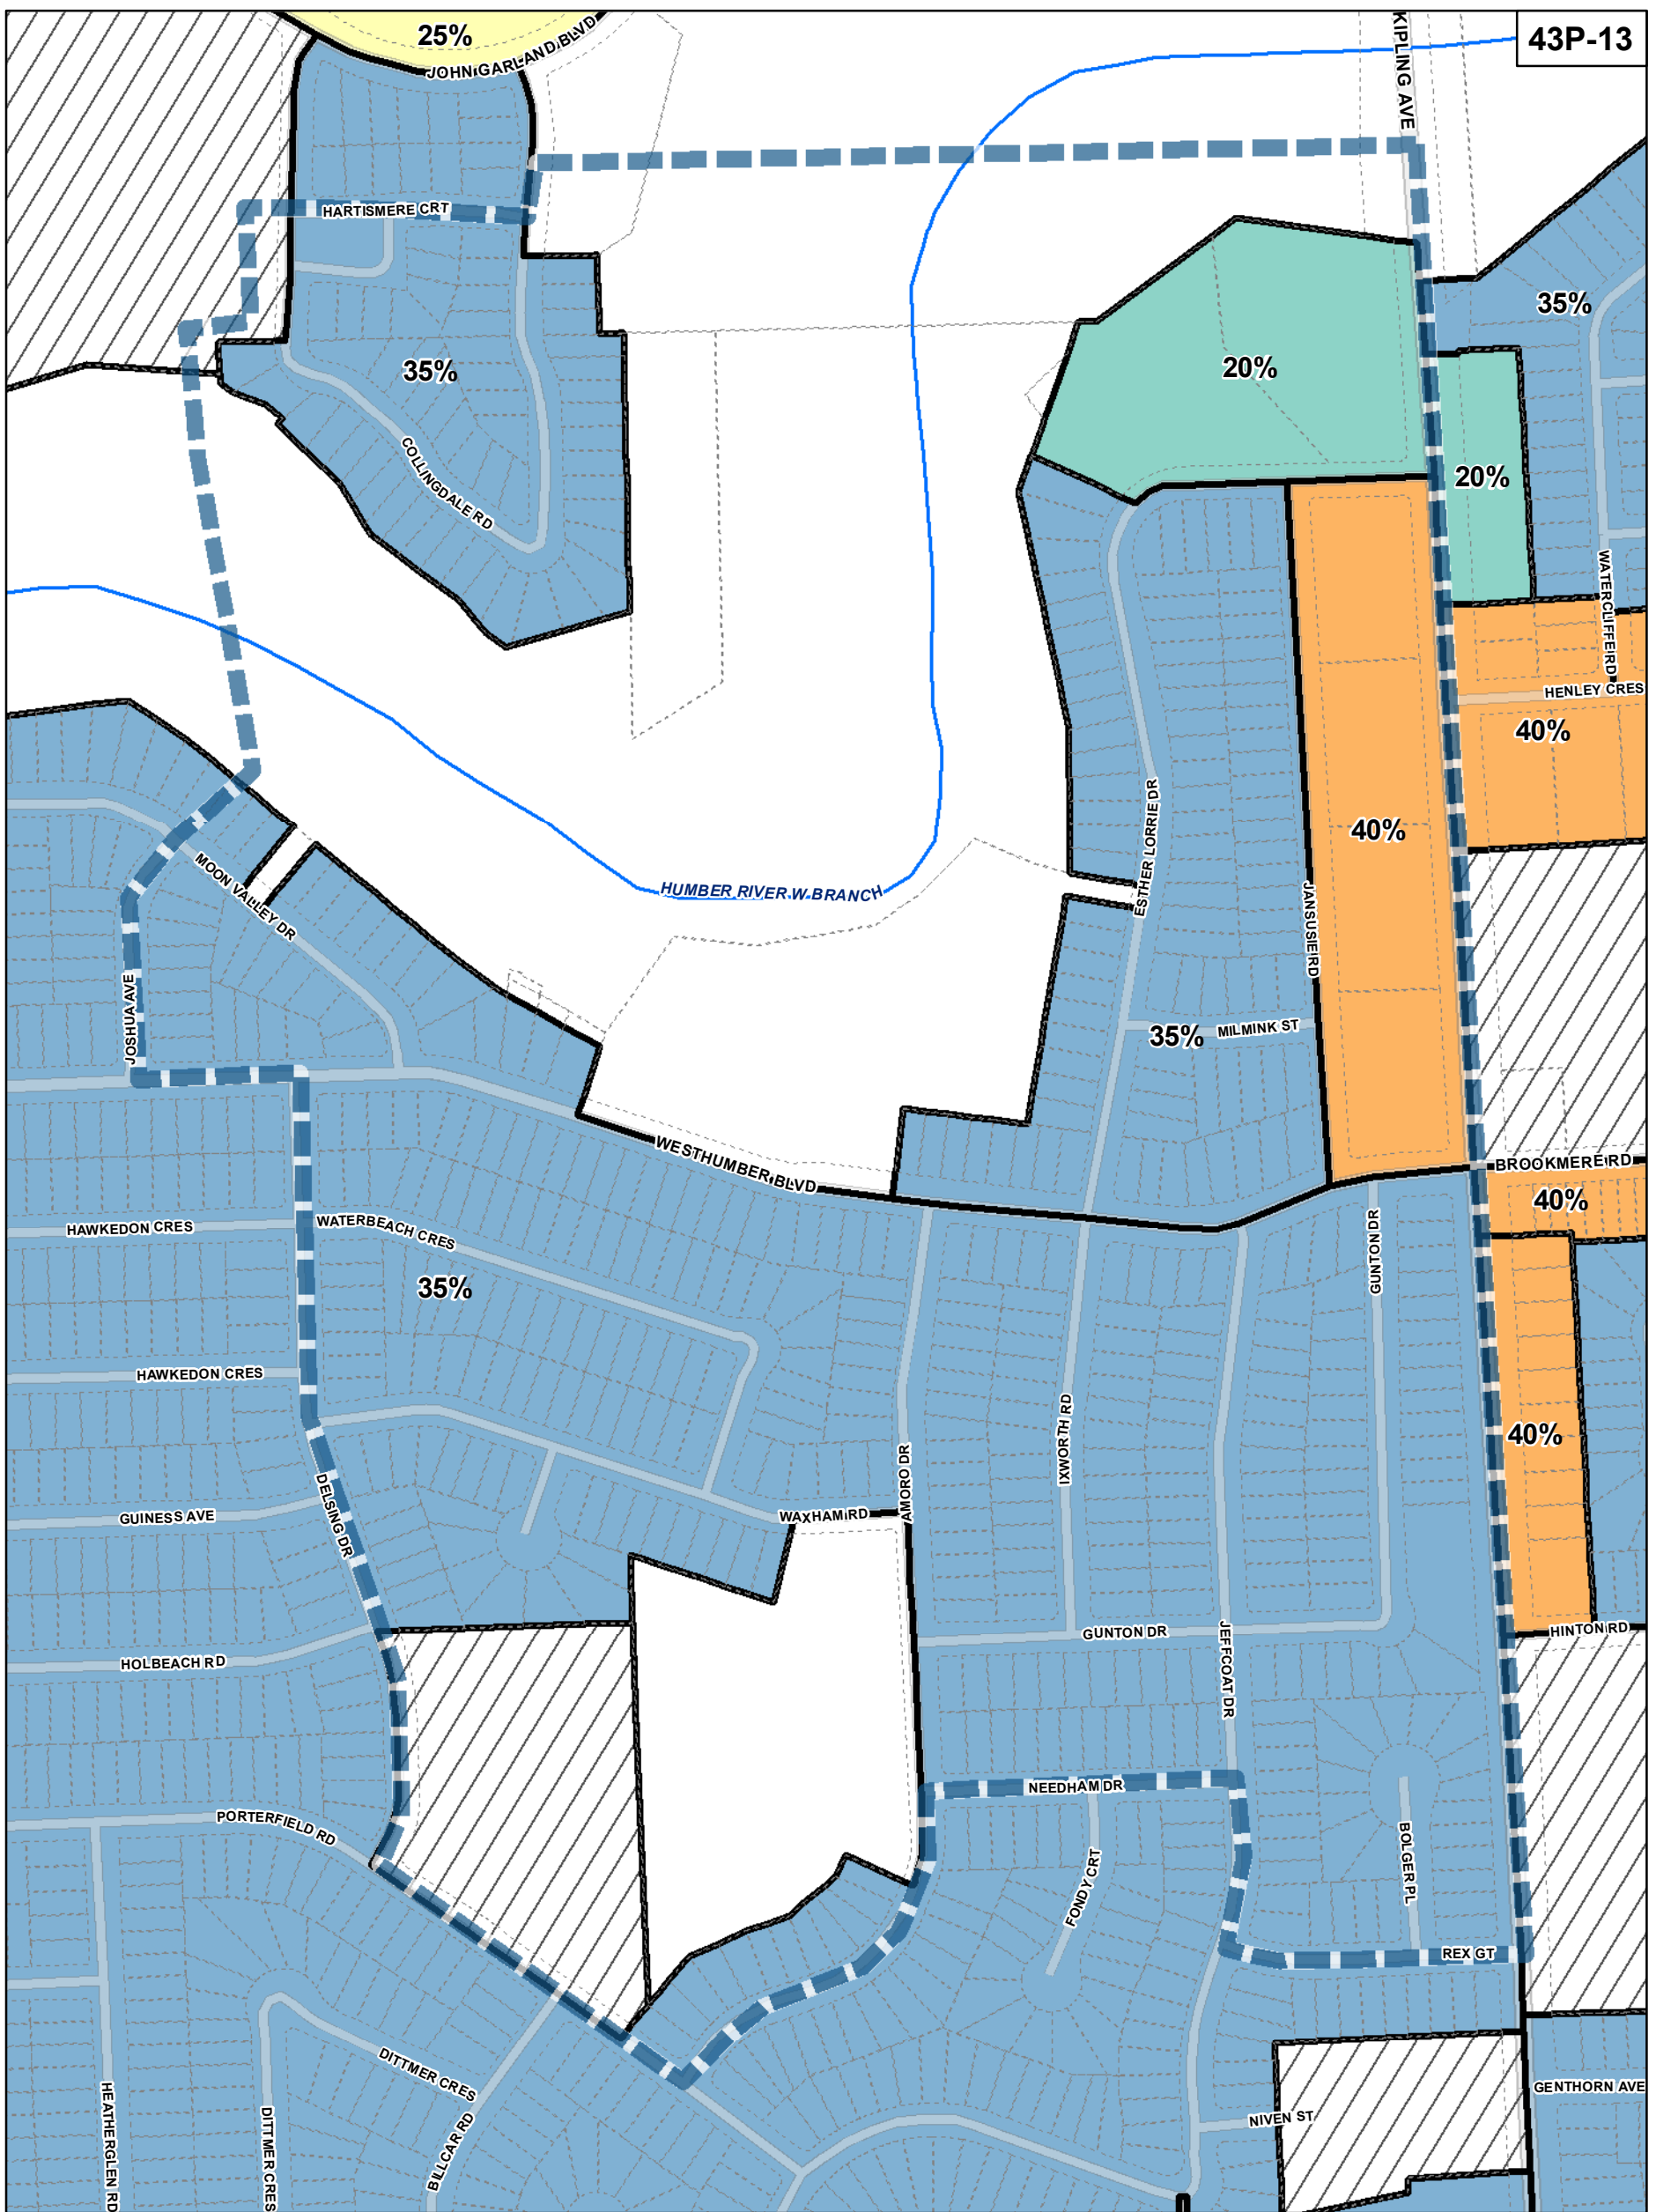 25%
JOHN GARLAND BLVD
KIPLING AVE
43P-13
HARTISMERE CRT
35%
35%
20%
COLLINGDALE RD
20%
WATERCLIFFE RD
HENLEY CRES
40%
40%
ESTHER LORRIE DR
MOON VALLEY DR
HUMBER RIVER W-BRANCH
JANSUSIE RD
JOSHUA AVE
35%
MILMINK ST
WESTHUMBER BLVD
BROOKMERE RD
40%
HAWKEDON CRES
WATERBEACH CRES
GUNTON DR
35%
HAWKEDON CRES
IXWORTH RD
40%
DELSING DR
AMORO DR
GUINESS AVE
WAXHAM RD
HOLBEACH RD
GUNTON DR
JEFFCOAT DR
HINTON RD
PORTERFIELD RD
NEEDHAM DR
FONDY CRT
BOLGER PL
REX GT
DITTMER CRES
HEATHERGLEN RD
DITTMER CRES
BILLCAR RD
GENTHORN AVE
NIVEN ST